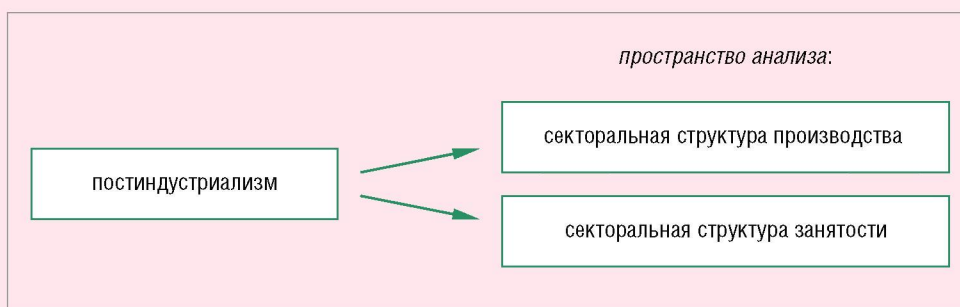 пространство анализа:
секторальная структура производства
постиндустриализм
секторальная структура занятости